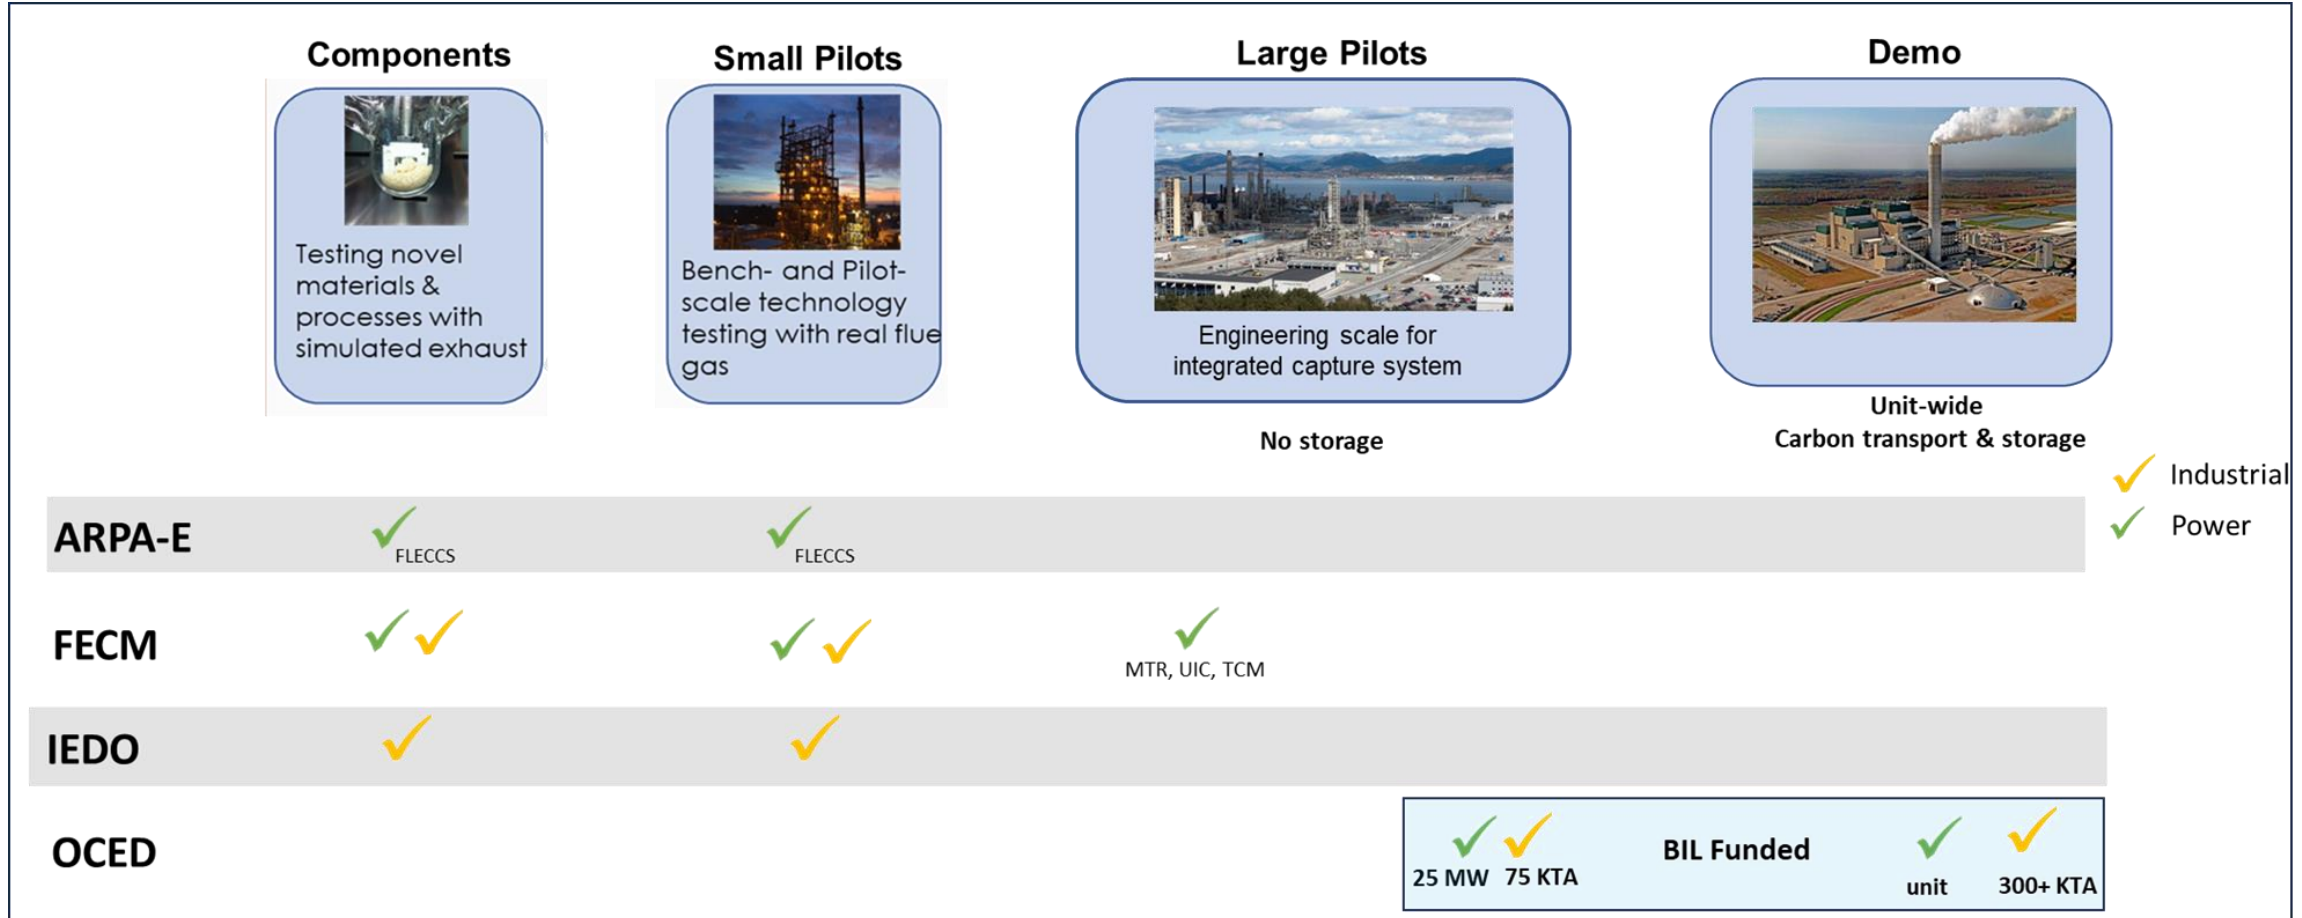 Components
Small Pilots
Large Pilots
Demo
Testing novel
materials &
processes with
simulated exhaust
Bench- and Pilot-
scale technology
testing with real flue
gas
Engineering scale for
integrated capture system
No storage
Unit-wide
Carbon transport & storage
Industrial
Power
ARPA-E
FLECCS
FLECCS
FECM
MTR, UIC, TCM
IEDO
OCED
25 MW
75 KTA
BIL Funded
unit
300+ KTA